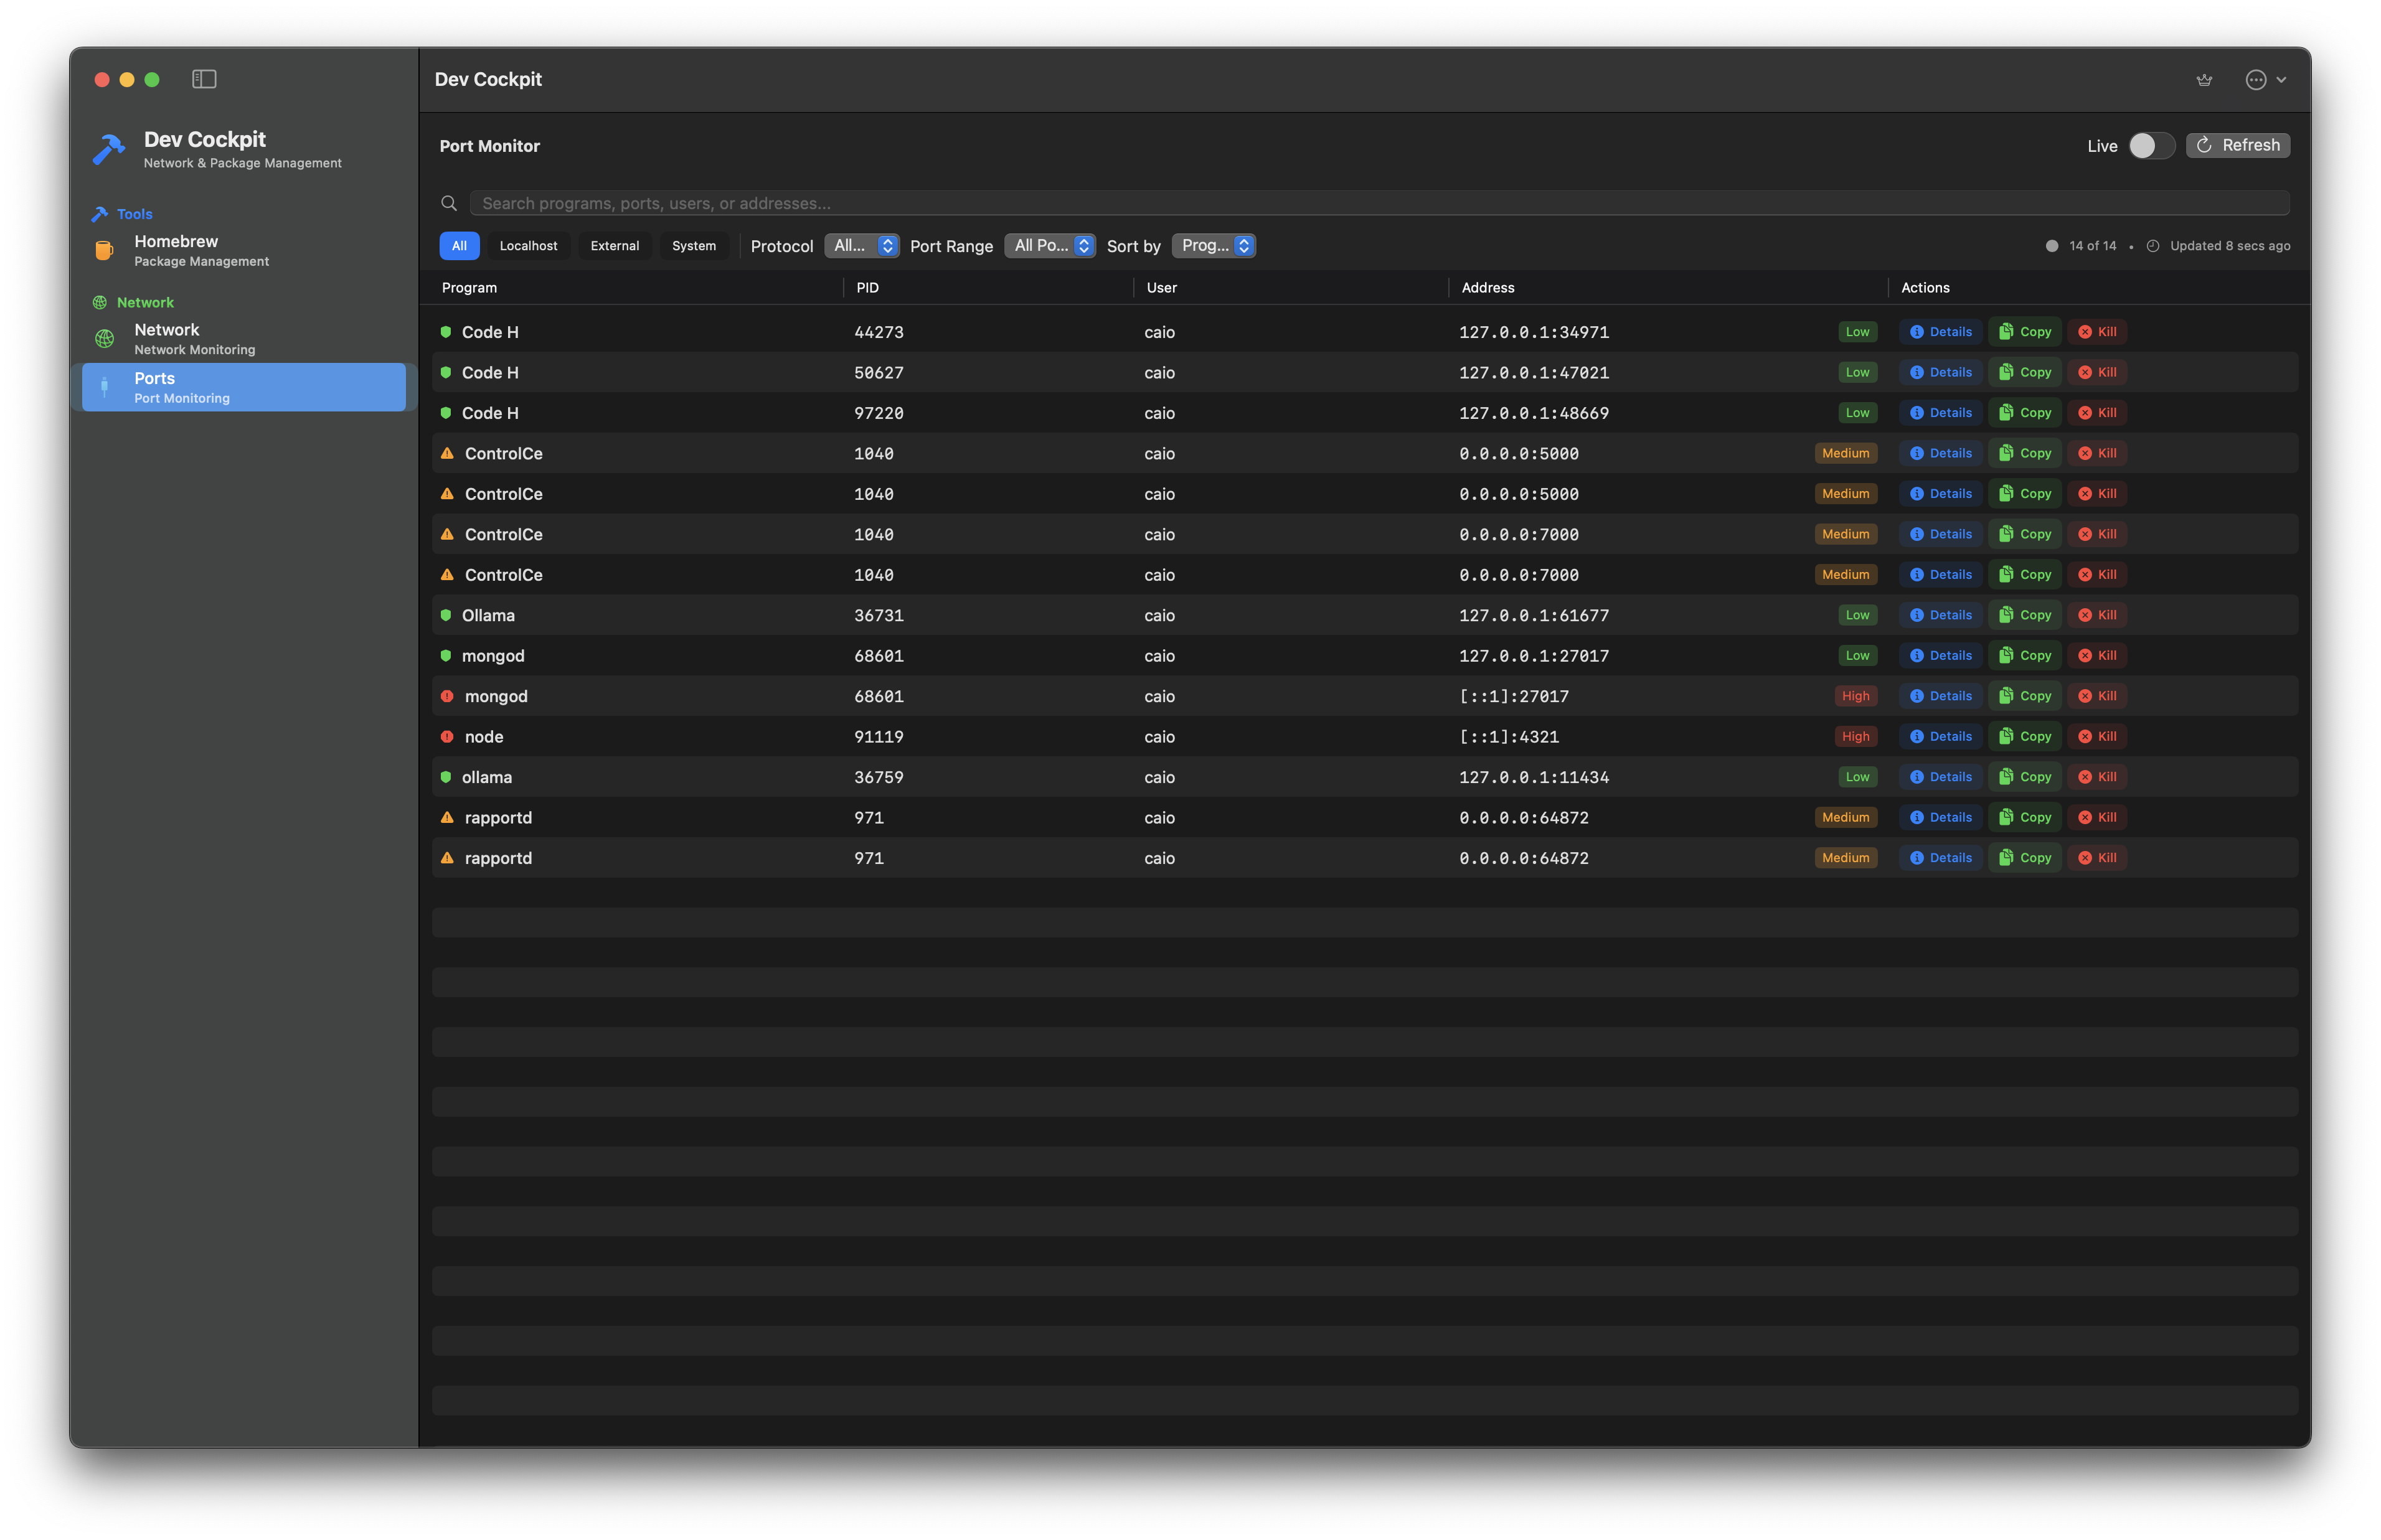 Dev Cockpit
Dev Cockpit
Network & Package Management
Tools
Homebrew
Package Management
Network
Network
Network Monitoring
Ports
Port Monitoring
Port Monitor
Live
Refresh
Search programs, ports, users, or addresses...
All Localhost External System Protocol All... Port Range All Po... Sort by Prog... 14 of 14 • Updated 8 secs ago
Program PID User Address Actions
Code H 44273 caio 127.0.0.1:34971 Low Details Copy Kill
Code H 50627 caio 127.0.0.1:47021 Low Details Copy Kill
Code H 97220 caio 127.0.0.1:48669 Low Details Copy Kill
ControlCe 1040 caio 0.0.0.0:5000 Medium Details Copy Kill
ControlCe 1040 caio 0.0.0.0:5000 Medium Details Copy Kill
ControlCe 1040 caio 0.0.0.0:7000 Medium Details Copy Kill
ControlCe 1040 caio 0.0.0.0:7000 Medium Details Copy Kill
Ollama 36731 caio 127.0.0.1:61677 Low Details Copy Kill
mongod 68601 caio 127.0.0.1:27017 Low Details Copy Kill
mongod 68601 caio [::1]:27017 High Details Copy Kill
node 91119 caio [::1]:4321 High Details Copy Kill
ollama 36759 caio 127.0.0.1:11434 Low Details Copy Kill
rapportd 971 caio 0.0.0.0:64872 Medium Details Copy Kill
rapportd 971 caio 0.0.0.0:64872 Medium Details Copy Kill